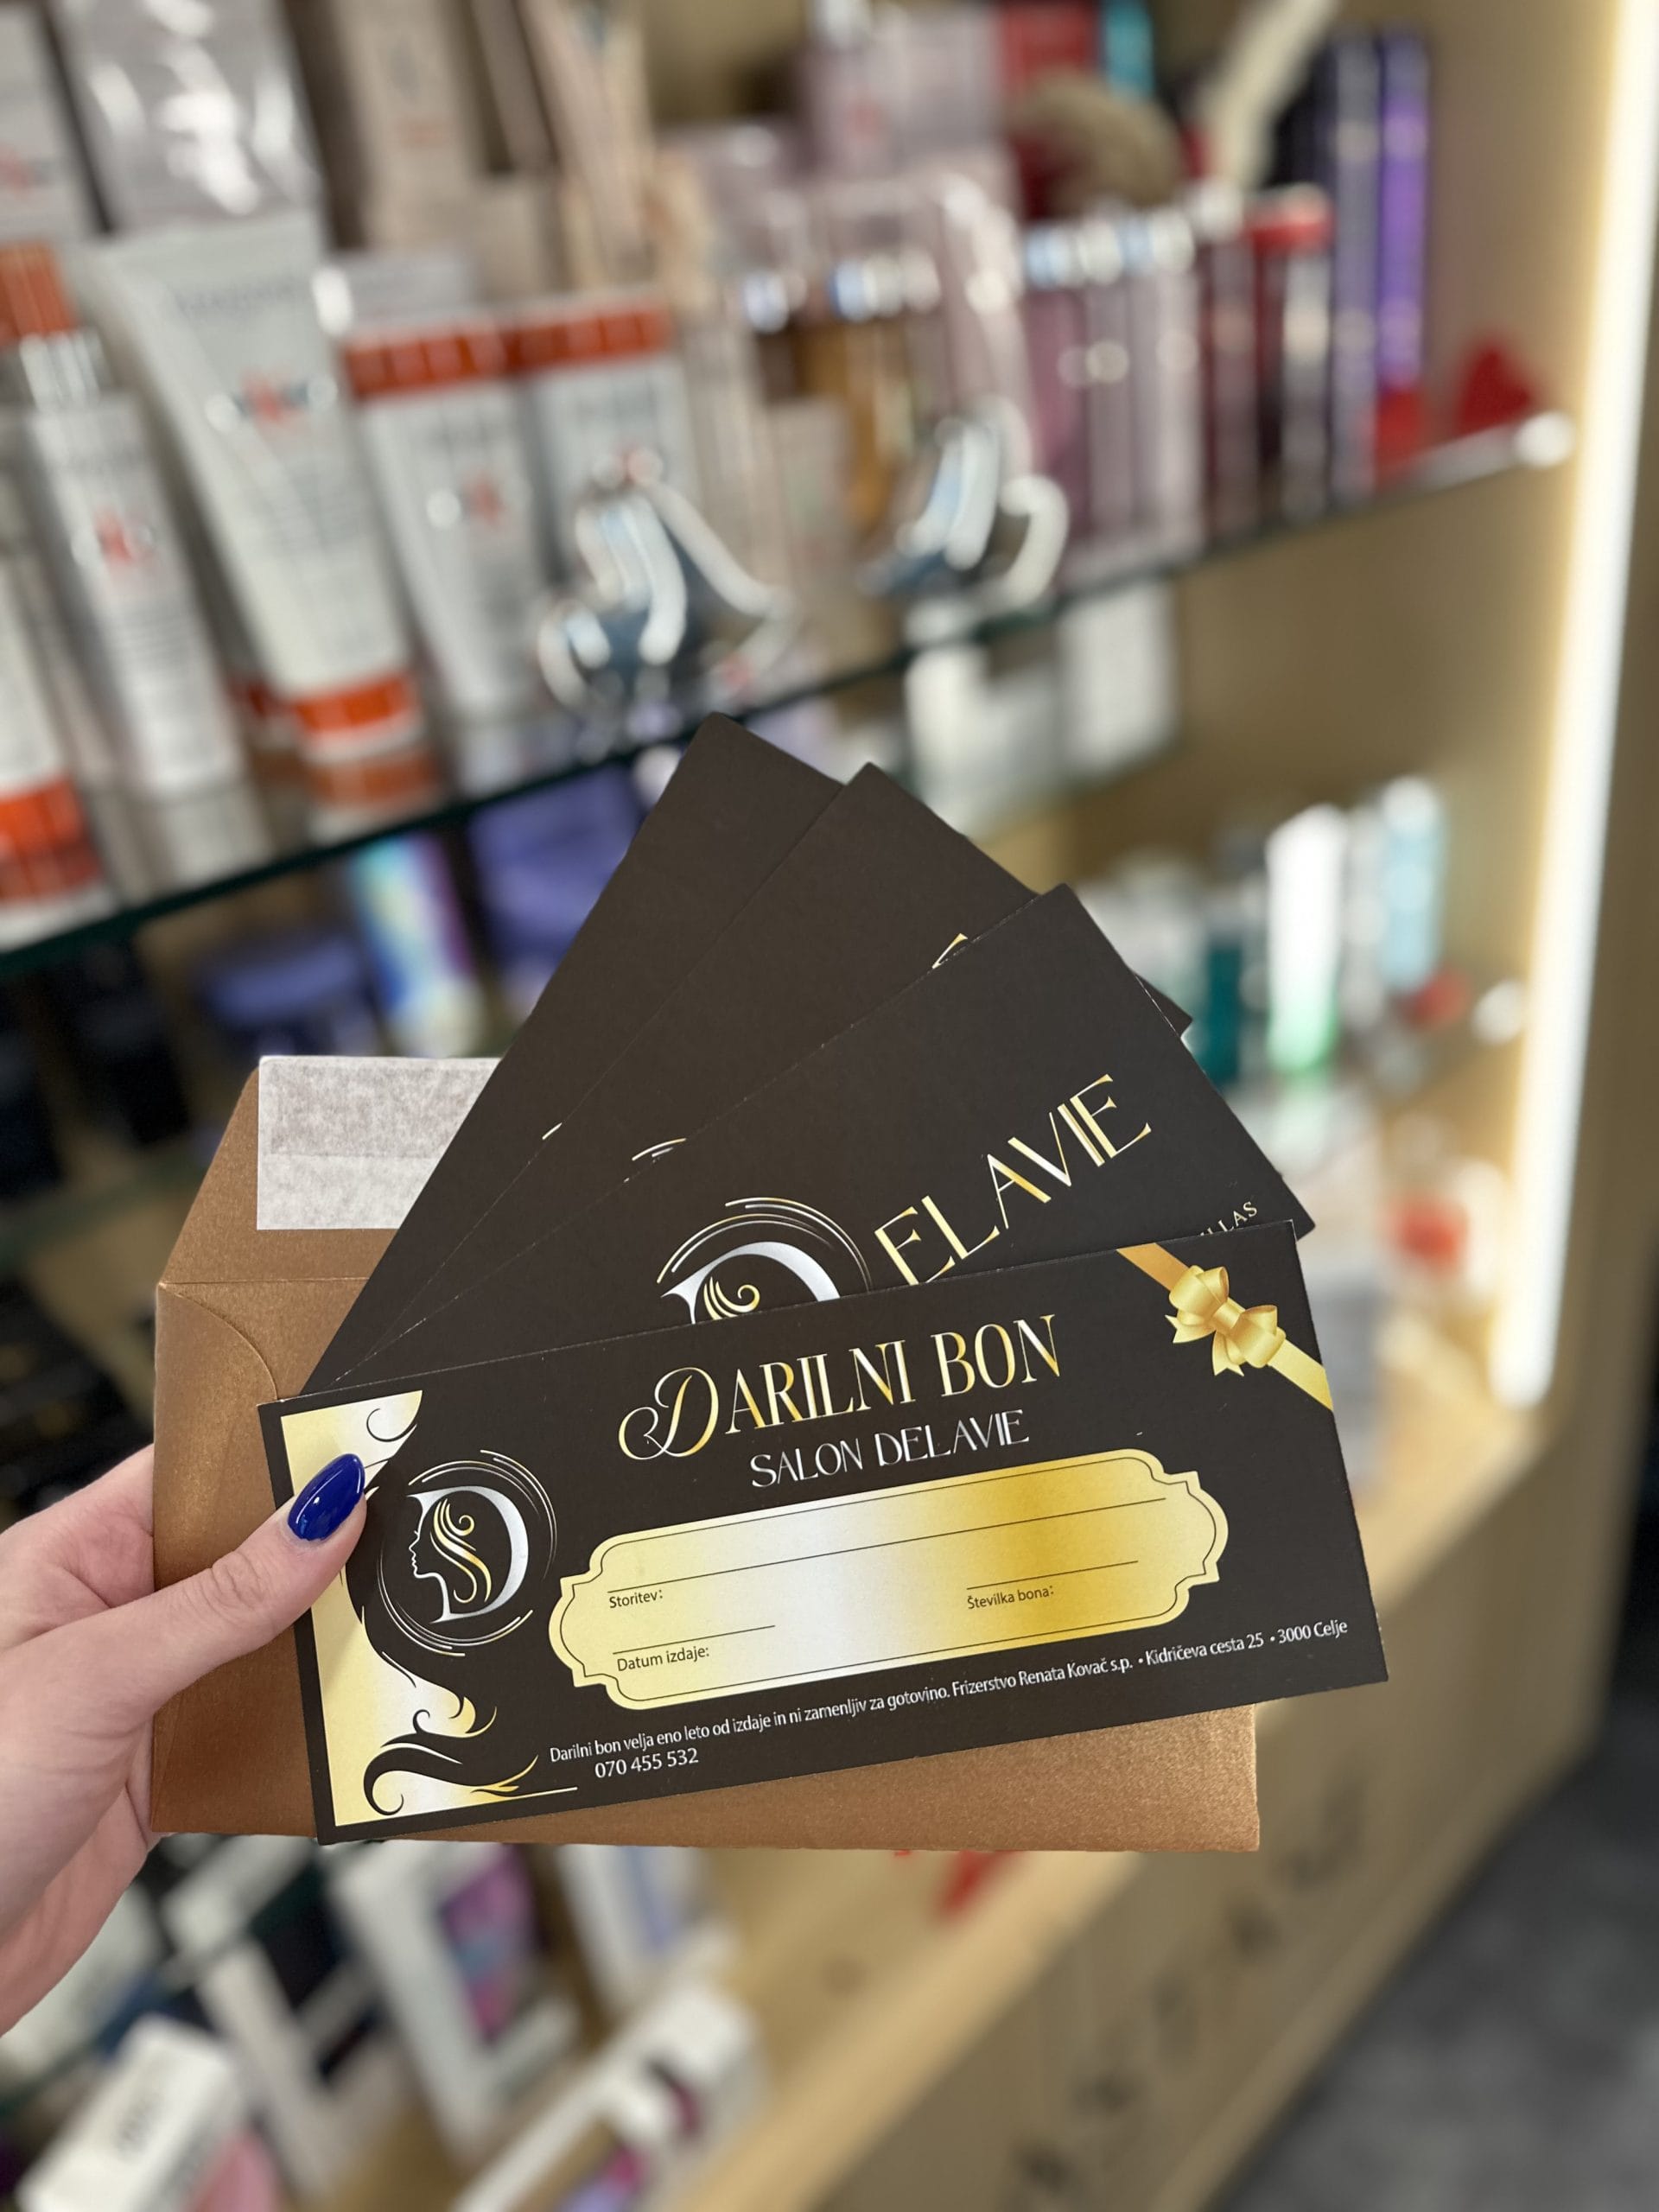 DELAVIE
DARILNI BON
SALON DELAVIE
Storitev:
Številka bona:
Datum izdaje:
Darilni bon velja eno leto od izdaje in ni zamenljiv za gotovino. Frizerstvo Renata Kovač s.p. • Kidričeva cesta 25 • 3000 Celje
070 455 532